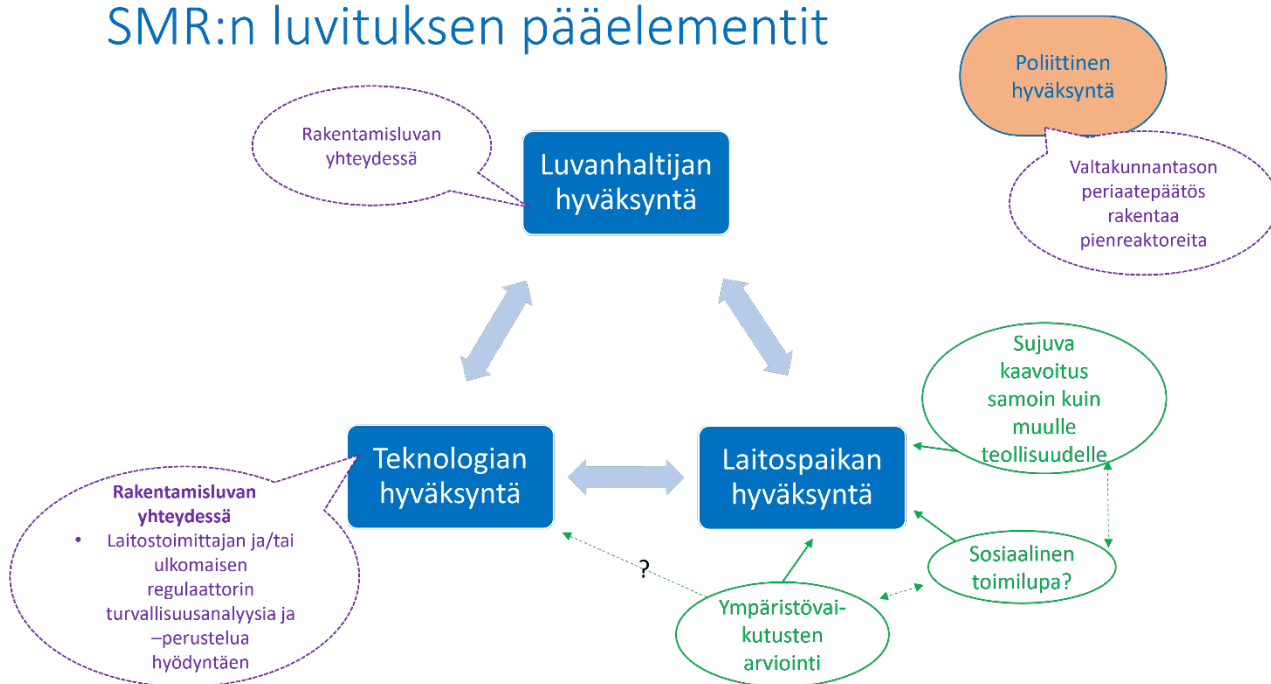 SMR:n luvituksen pääelementit
Poliittinen
hyväksyntä
Rakentamisluvan
yhteydessä
Luvanhaltijan
hyväksyntä
Valtakunnantason
periaatepäätös
rakentaa
pienreaktoreita
Sujuva
kaavoitus
samoin kuin
muulle
teollisuudelle
Teknologian
hyväksyntä
Laitospaikan
hyväksyntä
Rakentamisluvan
yhteydessä
• Laitostoimittajan ja/tai
ulkomaisen
regulaattorin
turvallisuusanalyysia ja
–perustelua
hyödyntäen
?
Sosiaalinen
toimilupa?
Ympäristövai-
kutusten
arviointi